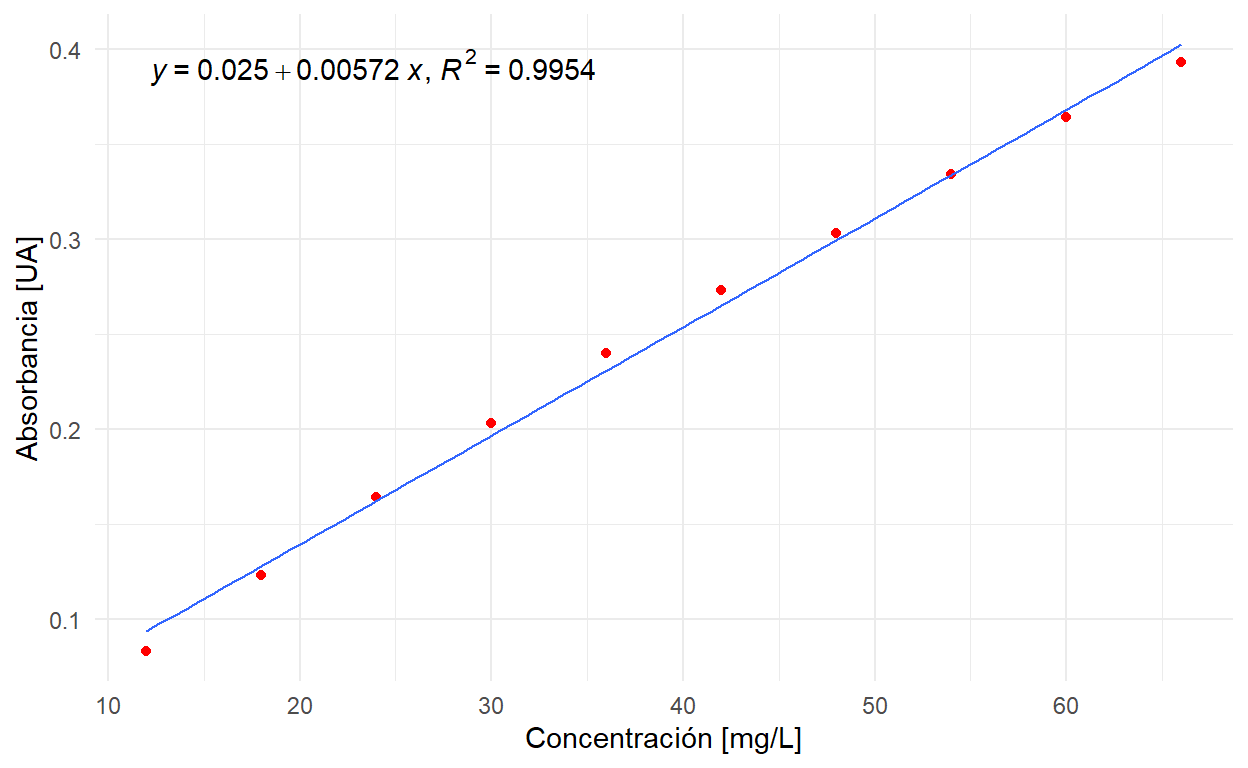 y = 0.025 + 0.00572 x, R² = 0.9954
0.4
0.3
0.2
0.1
Absorbancia [UA]
10 20 30 40 50 60
Concentración [mg/L]